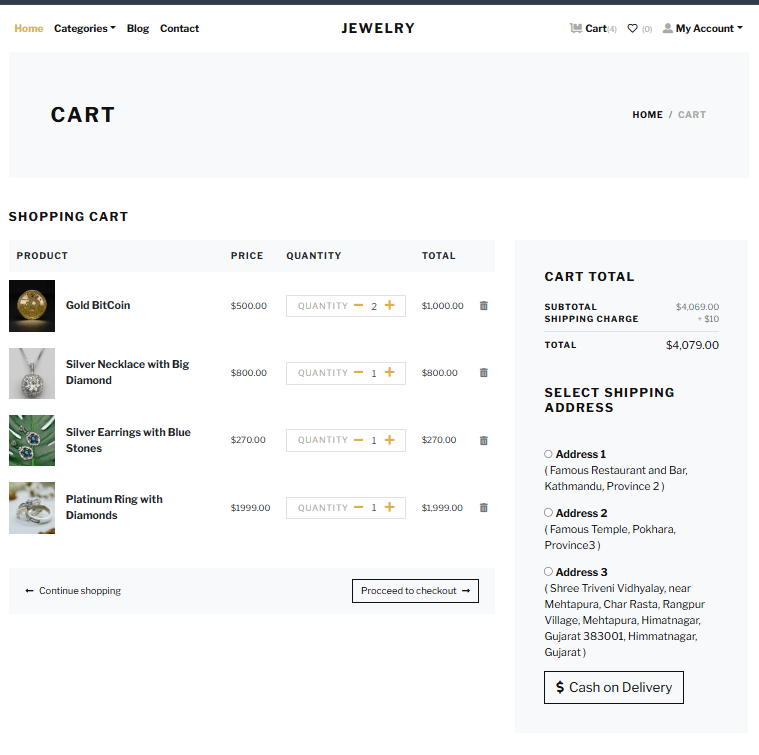 Home Categories Blog Contact JEWELRY Cart(4) (0) My Account
CART
HOME / CART
SHOPPING CART
PRODUCT PRICE QUANTITY TOTAL
Gold BitCoin $500.00 QUANTITY 2 $1,000.00
Silver Necklace with Big
Diamond
$800.00 QUANTITY 1 $800.00
Silver Earrings with Blue
Stones
$270.00 QUANTITY 1 $270.00
Platinum Ring with
Diamonds
$1999.00 QUANTITY 1 $1,999.00
Continue shopping
Procceed to checkout
CART TOTAL
SUBTOTAL $4,069.00
SHIPPING CHARGE + $10
TOTAL $4,079.00
SELECT SHIPPING
ADDRESS
Address 1
( Famous Restaurant and Bar,
Kathmandu, Province 2 )
Address 2
( Famous Temple, Pokhara,
Province3 )
Address 3
( Shree Triveni Vidhyalay, near
Mehtapura, Char Rasta, Rangpur
Village, Mehtapura, Himatnagar,
Gujarat 383001, Himmatnagar,
Gujarat )
$ Cash on Delivery